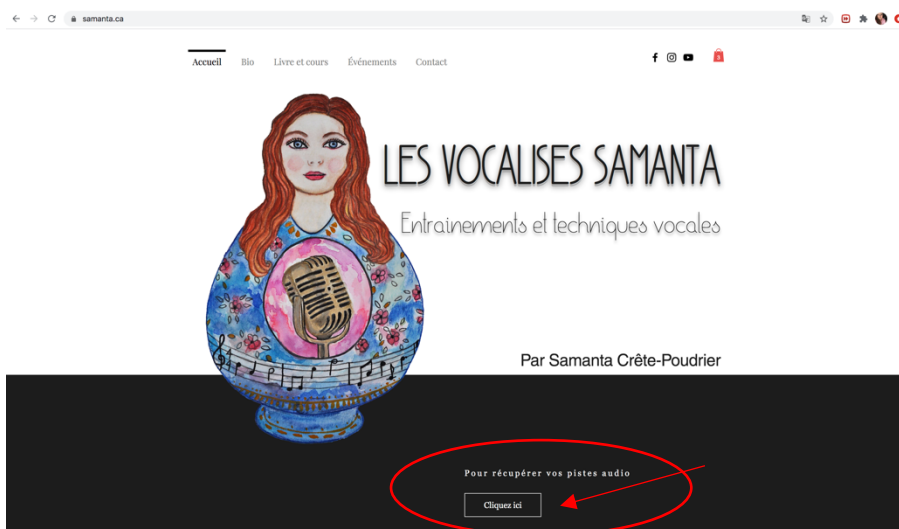 samanta.ca
Accueil Bio Livre et cours Événements Contact
LES VOCALISES SAMANTA
Entrainements et techniques vocales
Par Samanta Crête-Poudrier
Pour récupérer vos pistes audio
Cliquez ici